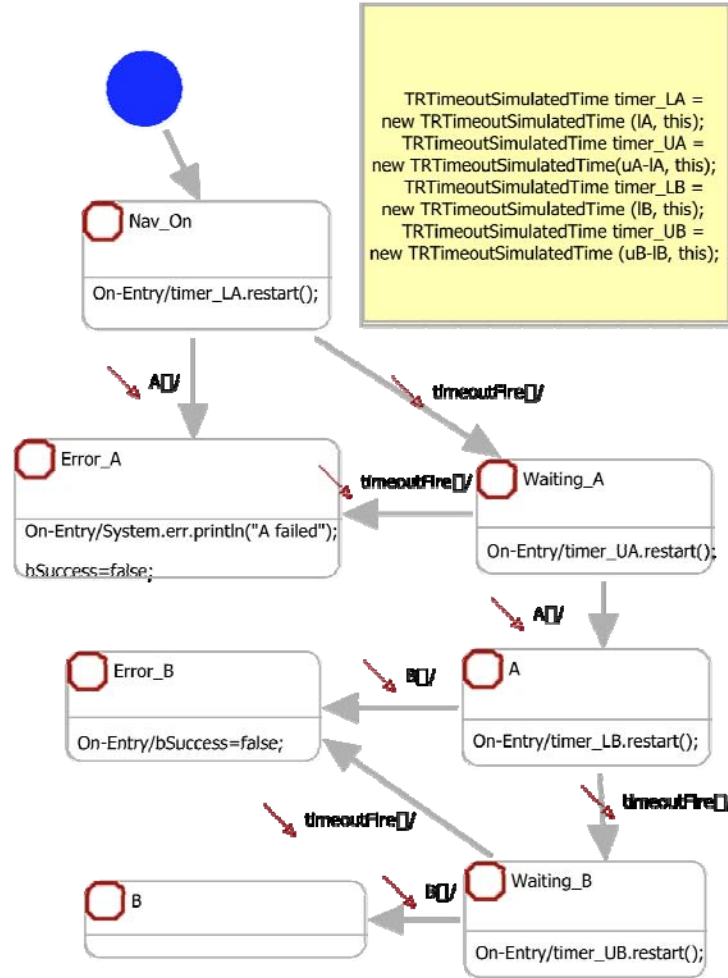 TRTimeoutSimulatedTime timer_LA =
new TRTimeoutSimulatedTime (lA, this);
TRTimeoutSimulatedTime timer_UA =
new TRTimeoutSimulatedTime(uA-lA, this);
TRTimeoutSimulatedTime timer_LB =
new TRTimeoutSimulatedTime (lB, this);
TRTimeoutSimulatedTime timer_UB =
new TRTimeoutSimulatedTime (uB-lB, this);
Nav_On
On-Entry/timer_LA.restart();
A[]/
timeoutFire[]/
Error_A
On-Entry/System.err.println("A failed");
bSuccess=false;
timeoutFire[]/
Waiting_A
On-Entry/timer_UA.restart();
A[]/
Error_B
On-Entry/bSuccess=false;
B[]/
A
On-Entry/timer_LB.restart();
timeoutFire[]/
timeoutFire[]/
B
B[]/
Waiting_B
On-Entry/timer_UB.restart();